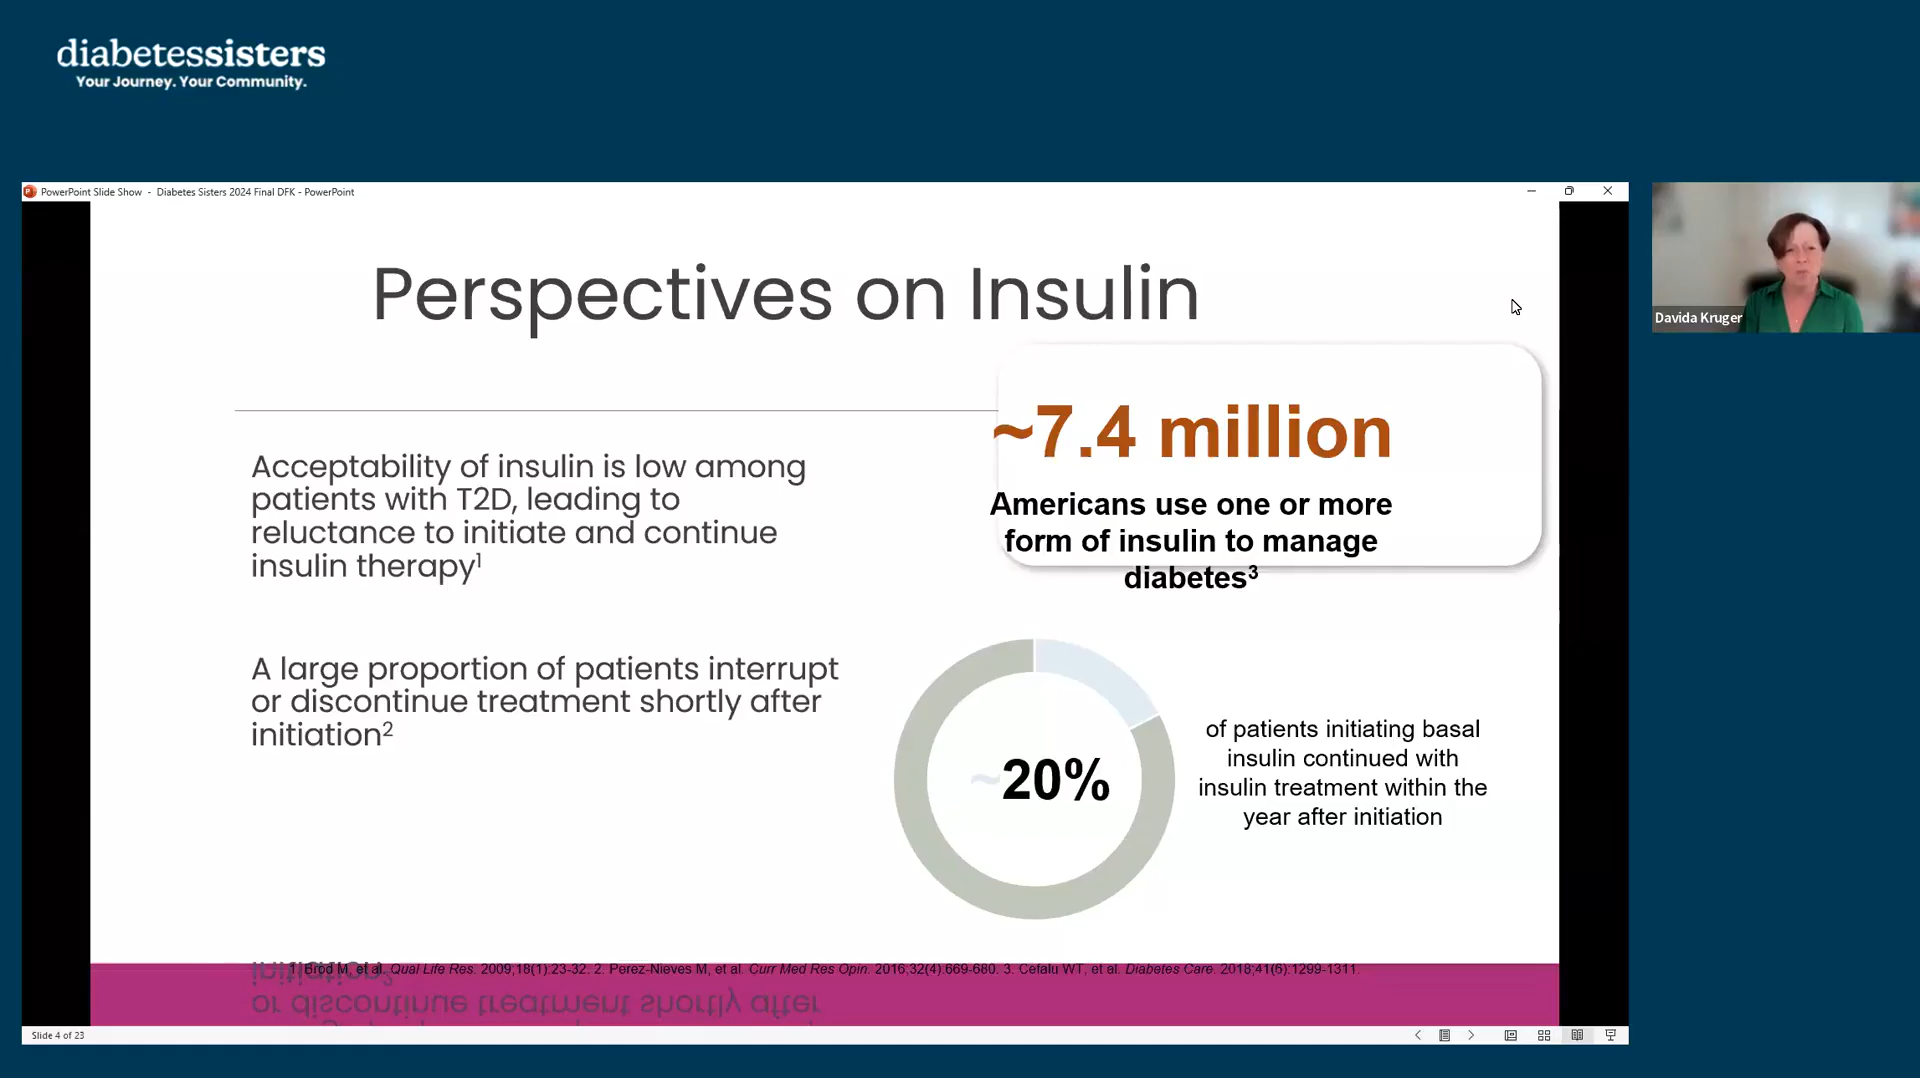 diabetessisters
Your Journey. Your Community.
PowerPoint Slide Show - Diabetes Sisters 2024 Final DFK - PowerPoint
Perspectives on Insulin
~7.4 million
Americans use one or more
form of insulin to manage
diabetes³
Acceptability of insulin is low among
patients with T2D, leading to
reluctance to initiate and continue
insulin therapy¹
A large proportion of patients interrupt
or discontinue treatment shortly after
initiation²
~20%
of patients initiating basal
insulin continued with
insulin treatment within the
year after initiation
1. Brod M, et al. Qual Life Res. 2009;18(1):23-32. 2. Perez-Nieves M, et al. Curr Med Res Opin. 2016;32(4):669-680. 3. Cefalu WT, et al. Diabetes Care. 2018;41(6):1299-1311.
initiation²
or discontinue treatment shortly after
Slide 4 of 23
Davida Kruger